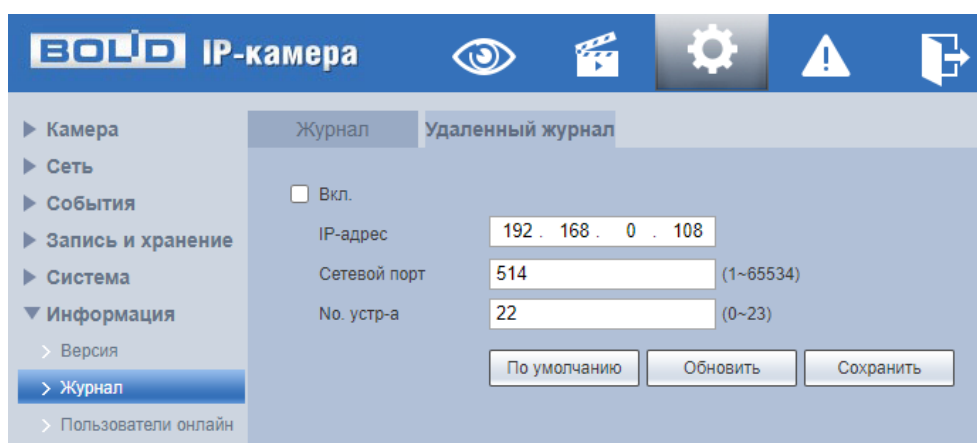 BOLID IP-камера
Камера
Сеть
События
Запись и хранение
Система
Информация
Версия
Журнал
Пользователи онлайн
Журнал Удаленный журнал
Вкл.
IP-адрес 192 . 168 . 0 . 108
Сетевой порт 514 (1~65534)
No. устр-а 22 (0~23)
По умолчанию Обновить Сохранить